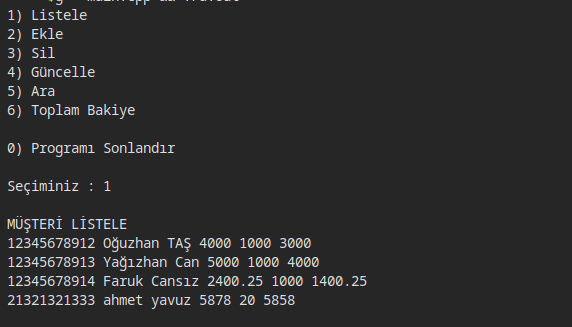 1) Listele
2) Ekle
3) Sil
4) Güncelle
5) Ara
6) Toplam Bakiye
0) Programı Sonlandır
Seçiminiz : 1
MÜŞTERİ LİSTELE
12345678912 Oğuzhan TAŞ 4000 1000 3000
12345678913 Yağızhan Can 5000 1000 4000
12345678914 Faruk Cansız 2400.25 1000 1400.25
21321321333 ahmet yavuz 5878 20 5858